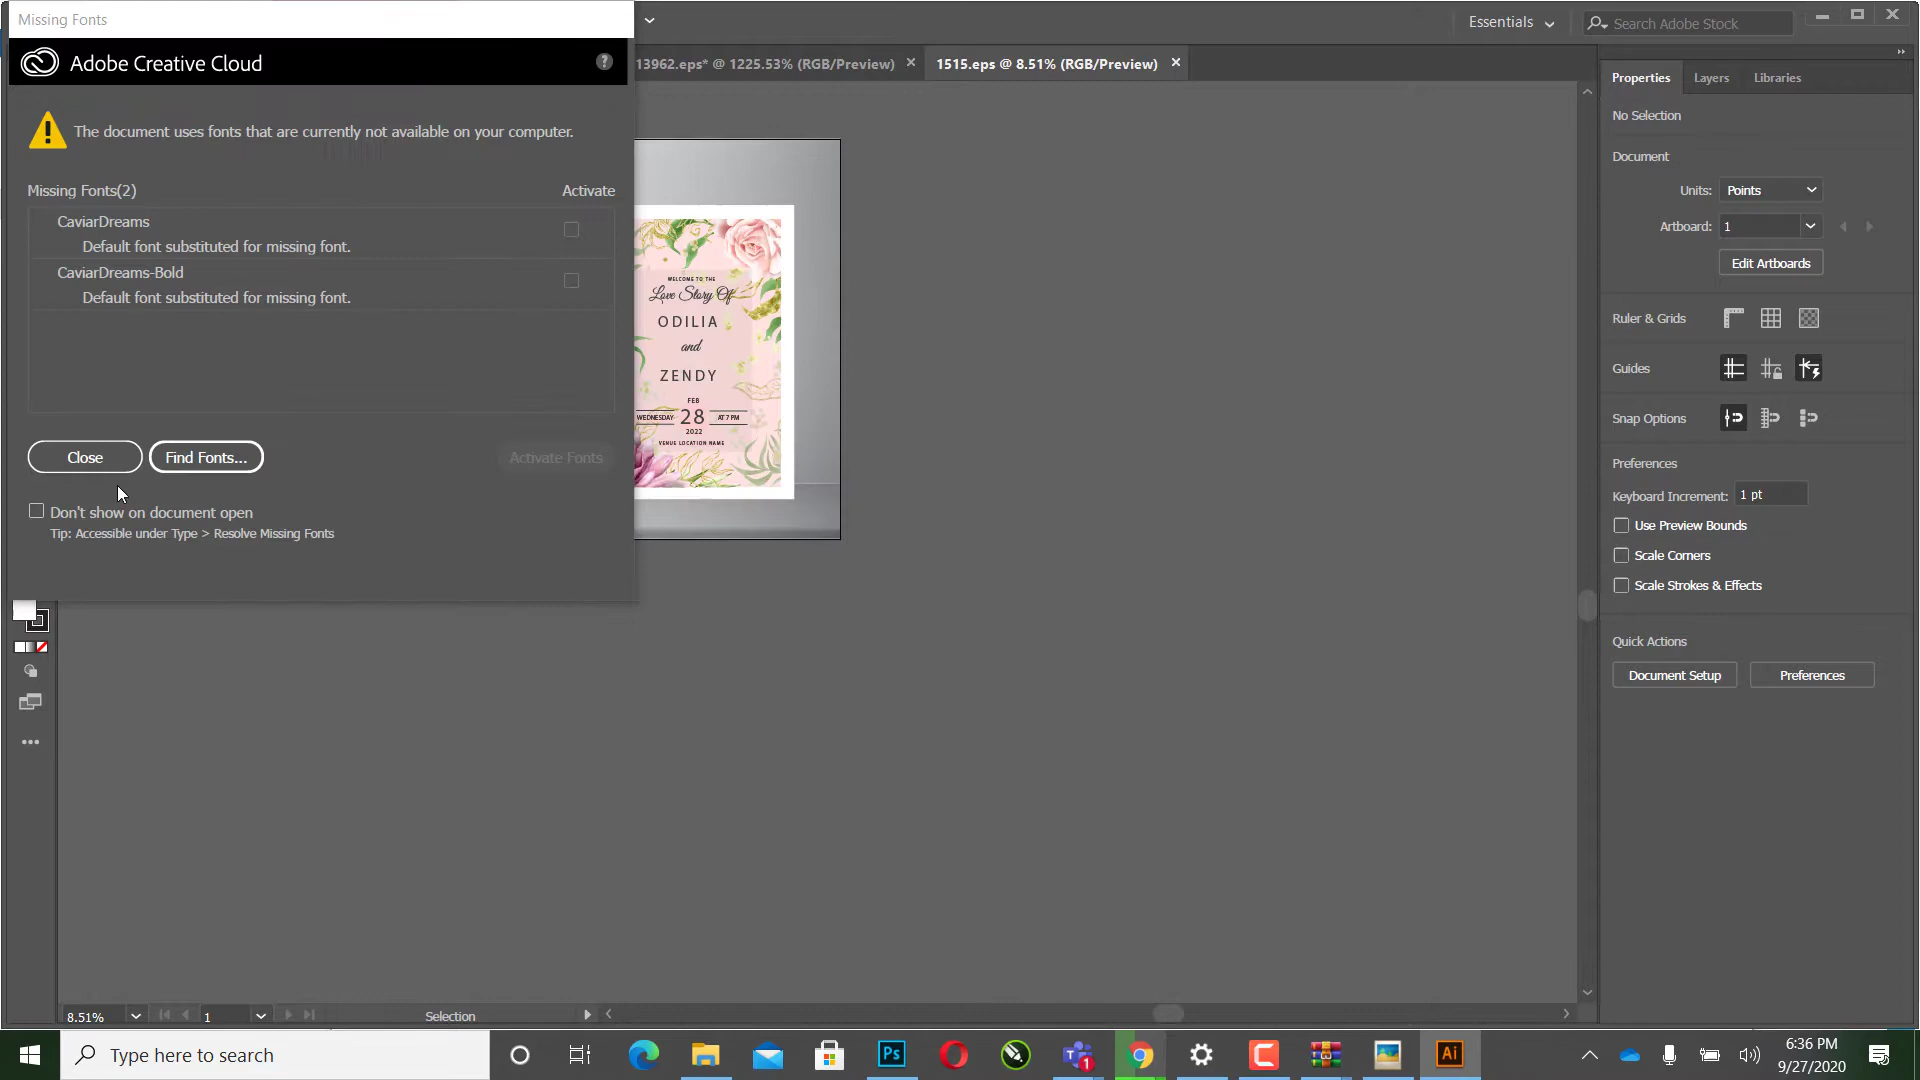 Missing Fonts
Essentials
Search Adobe Stock
Adobe Creative Cloud
13962.eps* @ 1225.53% (RGB/Preview)
1515.eps @ 8.51% (RGB/Preview)
The document uses fonts that are currently not available on your computer.
Missing Fonts(2)
Activate
CaviarDreams
Default font substituted for missing font.
CaviarDreams-Bold
Default font substituted for missing font.
Close
Find Fonts...
Activate Fonts
Don't show on document open
Tip: Accessible under Type > Resolve Missing Fonts
WELCOME TO THE
Love Story Of
ODILIA
and
ZENDY
FEB
WEDNESDAY
28
AT 7 PM
2022
VENUE LOCATION NAME
Properties
Layers
Libraries
No Selection
Document
Units:
Points
Artboard:
1
Edit Artboards
Ruler & Grids
Guides
Snap Options
Preferences
Keyboard Increment:
1 pt
Use Preview Bounds
Scale Corners
Scale Strokes & Effects
Quick Actions
Document Setup
Preferences
8.51%
1
Selection
Type here to search
Ps
1
Ai
6:36 PM
9/27/2020